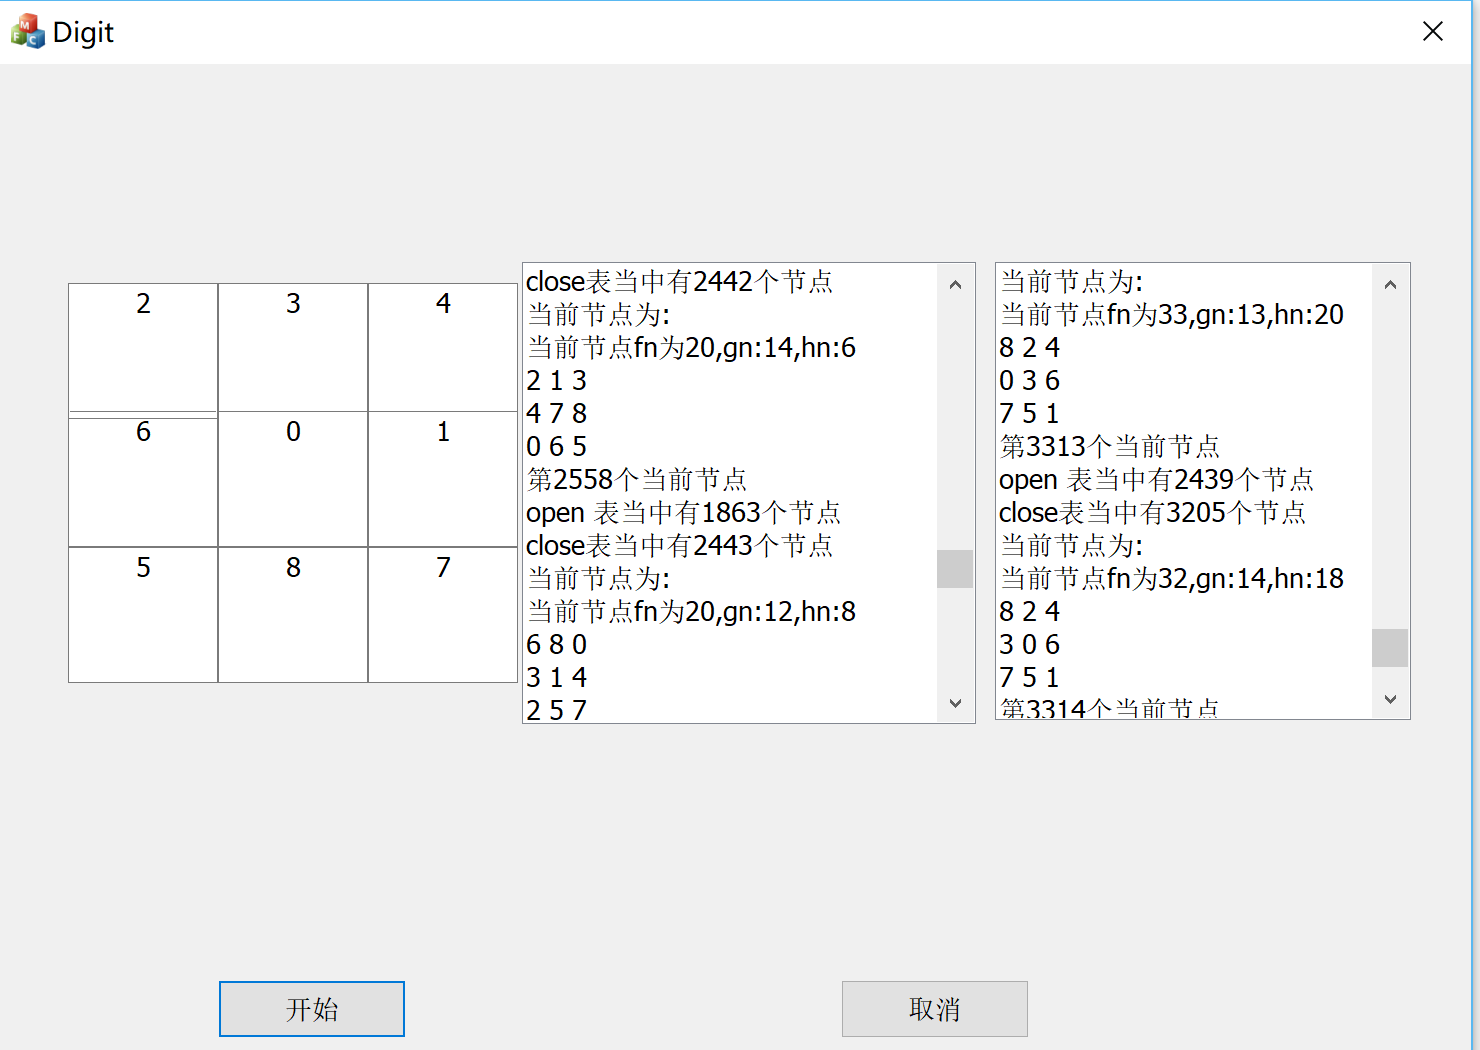 Digit
2 3 4
6 0 1
5 8 7
close表当中有2442个节点
当前节点为:
当前节点fn为20,gn:14,hn:6
2 1 3
4 7 8
0 6 5
第2558个当前节点
open 表当中有1863个节点
close表当中有2443个节点
当前节点为:
当前节点fn为20,gn:12,hn:8
6 8 0
3 1 4
2 5 7
当前节点为:
当前节点fn为33,gn:13,hn:20
8 2 4
0 3 6
7 5 1
第3313个当前节点
open 表当中有2439个节点
close表当中有3205个节点
当前节点为:
当前节点fn为32,gn:14,hn:18
8 2 4
3 0 6
7 5 1
第3314个当前节点
开始
取消